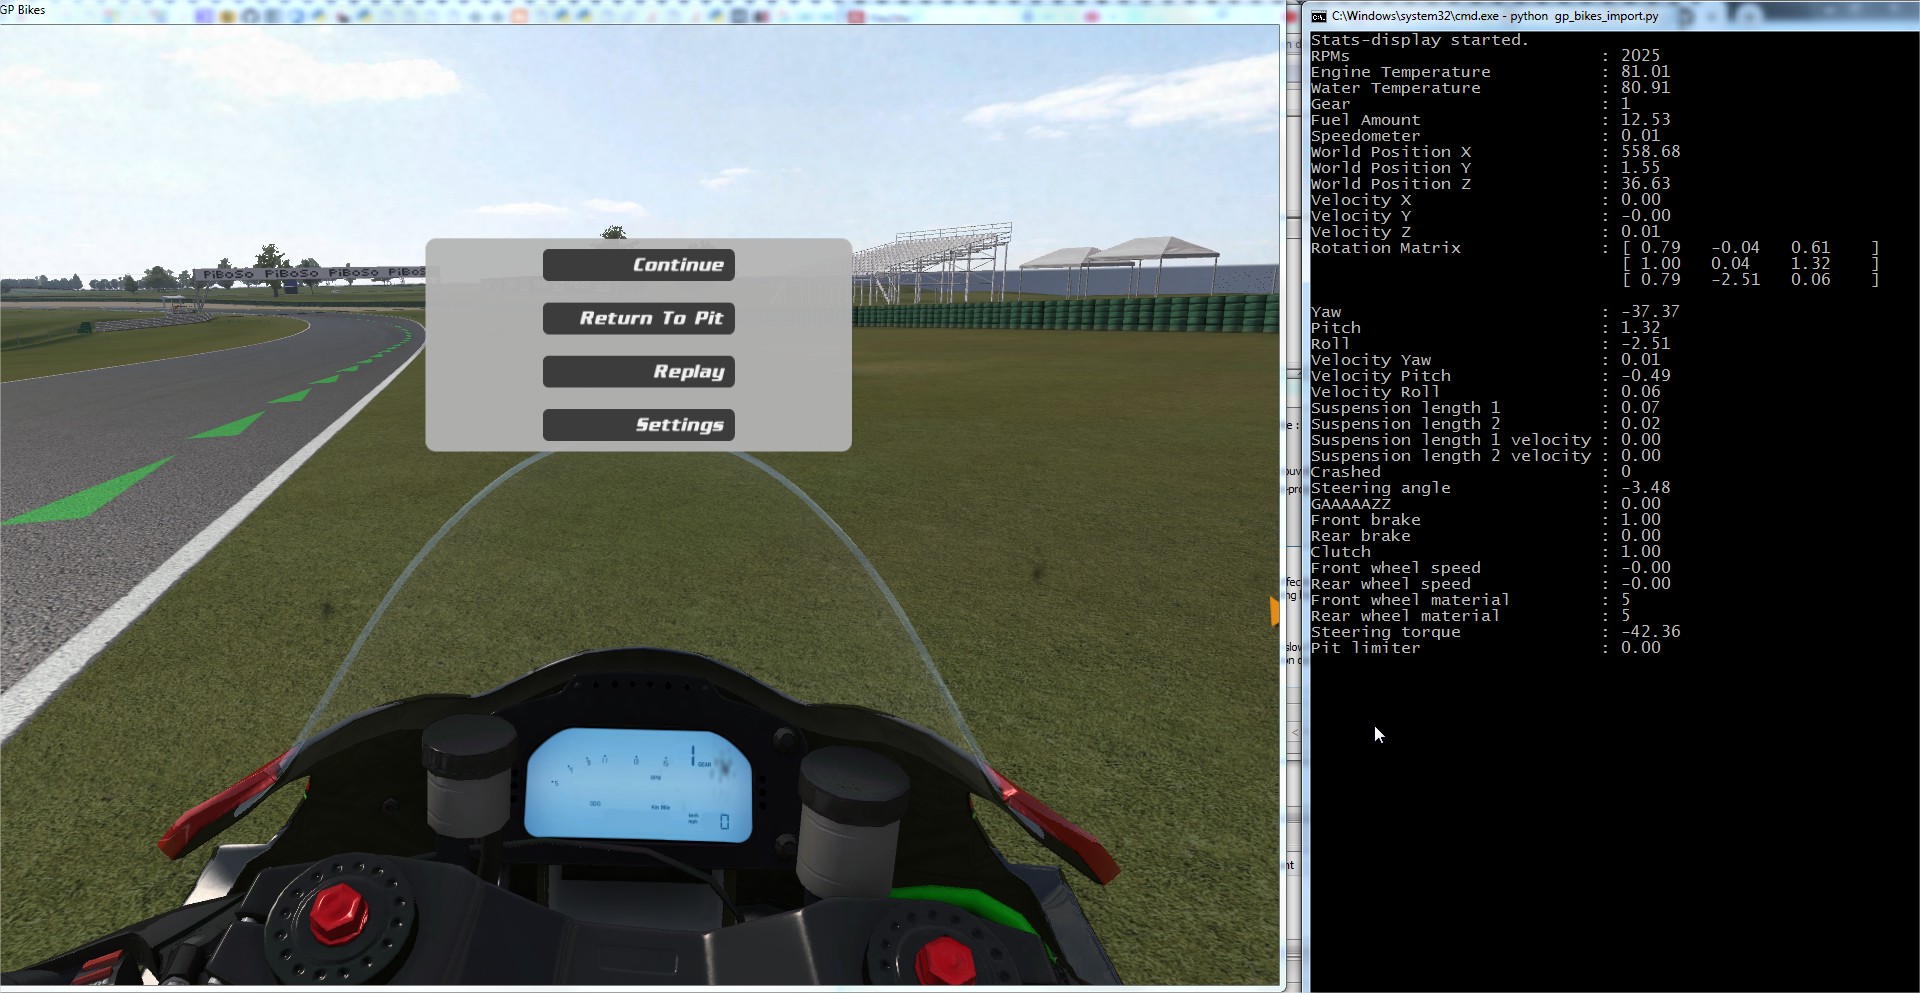 GP Bikes
PiBoSo PiBoSo PiBoSo PiBoS
Continue
Return To Pit
Replay
Settings
1
GEAR
RPM
ODO
Km Mile
0
C:\Windows\system32\cmd.exe - python gp_bikes_import.py
Stats-display started.
RPMs : 2025
Engine Temperature : 81.01
Water Temperature : 80.91
Gear : 1
Fuel Amount : 12.53
Speedometer : 0.01
World Position X : 558.68
World Position Y : 1.55
World Position Z : 36.63
Velocity X : 0.00
Velocity Y : -0.00
Velocity Z : 0.01
Rotation Matrix : [ 0.79 -0.04 0.61 ]
[ 1.00 0.04 1.32 ]
[ 0.79 -2.51 0.06 ]
Yaw : -37.37
Pitch : 1.32
Roll : -2.51
Velocity Yaw : 0.01
Velocity Pitch : -0.49
Velocity Roll : 0.06
Suspension length 1 : 0.07
Suspension length 2 : 0.02
Suspension length 1 velocity : 0.00
Suspension length 2 velocity : 0.00
Crashed : 0
Steering angle : -3.48
GAAAAAZZ : 0.00
Front brake : 1.00
Rear brake : 0.00
Clutch : 1.00
Front wheel speed : -0.00
Rear wheel speed : -0.00
Front wheel material : 5
Rear wheel material : 5
Steering torque : -42.36
Pit limiter : 0.00